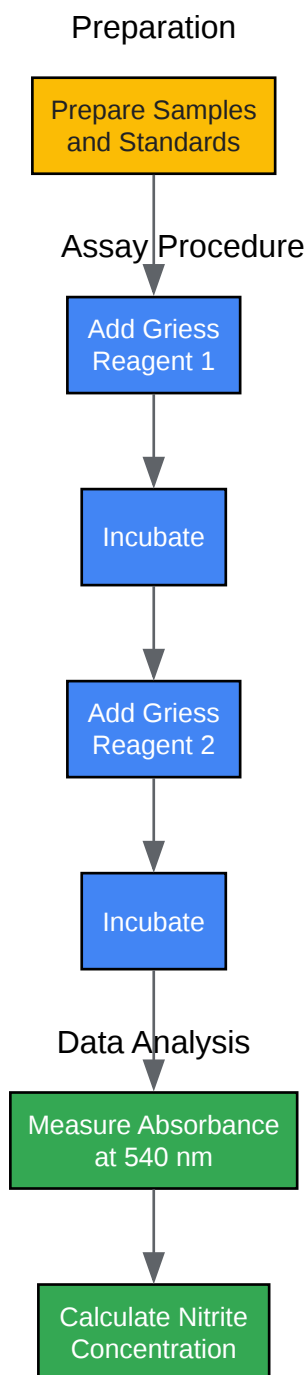 Preparation
Prepare Samples
and Standards
Assay Procedure
Add Griess
Reagent 1
Incubate
Add Griess
Reagent 2
Incubate
Data Analysis
Measure Absorbance
at 540 nm
Calculate Nitrite
Concentration